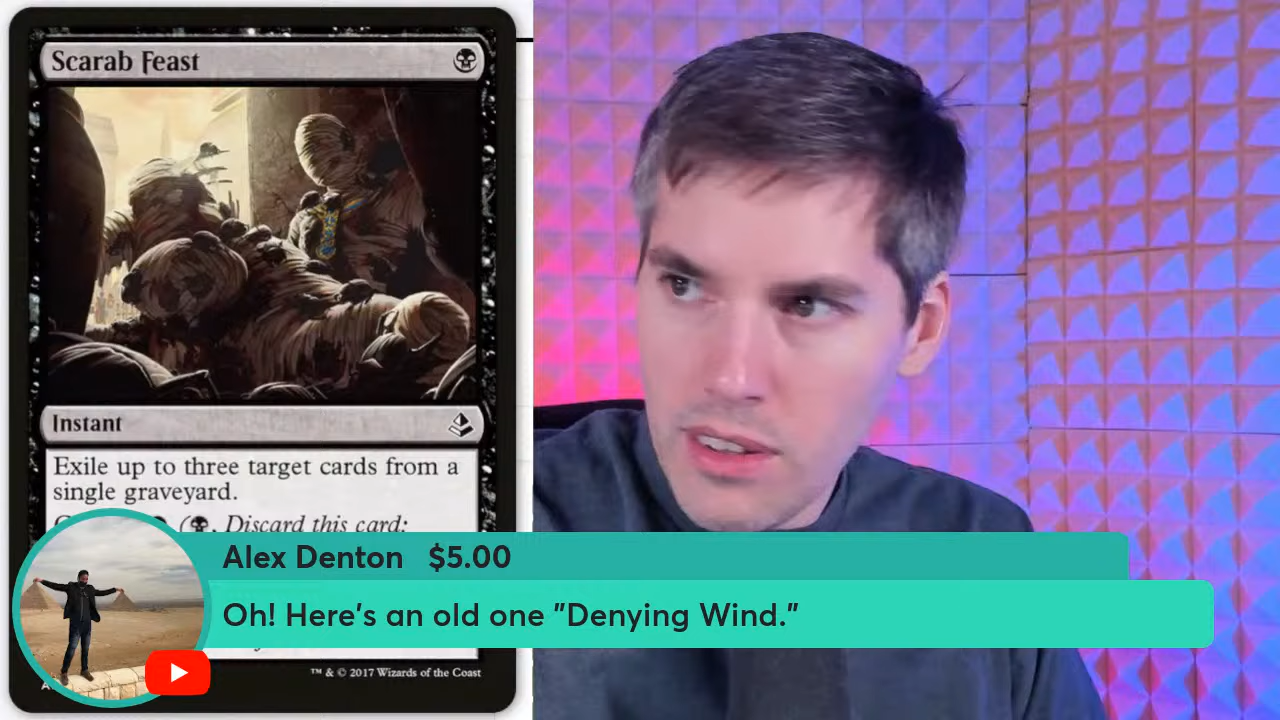 Scarab Feast
Instant
Exile up to three target cards from a
single graveyard.
Discard this card:
Alex Denton $5.00
Oh! Here's an old one "Denying Wind."
™ & © 2017 Wizards of the Coast